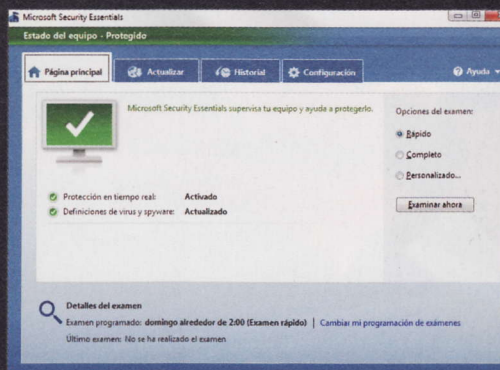 Microsoft Security Essentials
Estado del equipo - Protegido
Página principal
Actualizar
Historial
Configuración
Ayuda
Microsoft Security Essentials supervisa tu equipo y ayuda a protegerlo.
Opciones del examen:
Rápido
Completo
Personalizado...
Examinar ahora
Protección en tiempo real: Activado
Definiciones de virus y spyware: Actualizado
Detalles del examen
Examen programado: domingo alrededor de 2:00 (Examen rápido) | Cambiar mi programación de exámenes
Último examen: No se ha realizado el examen